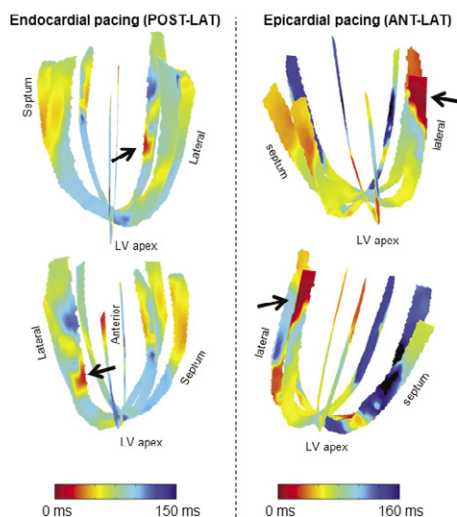 Endocardial pacing (POST-LAT)
Epicardial pacing (ANT-LAT)
Septum
Lateral
LV apex
septum
lateral
LV apex
Lateral
Anterior
Septum
LV apex
lateral
septum
LV apex
0 ms
150 ms
0 ms
160 ms